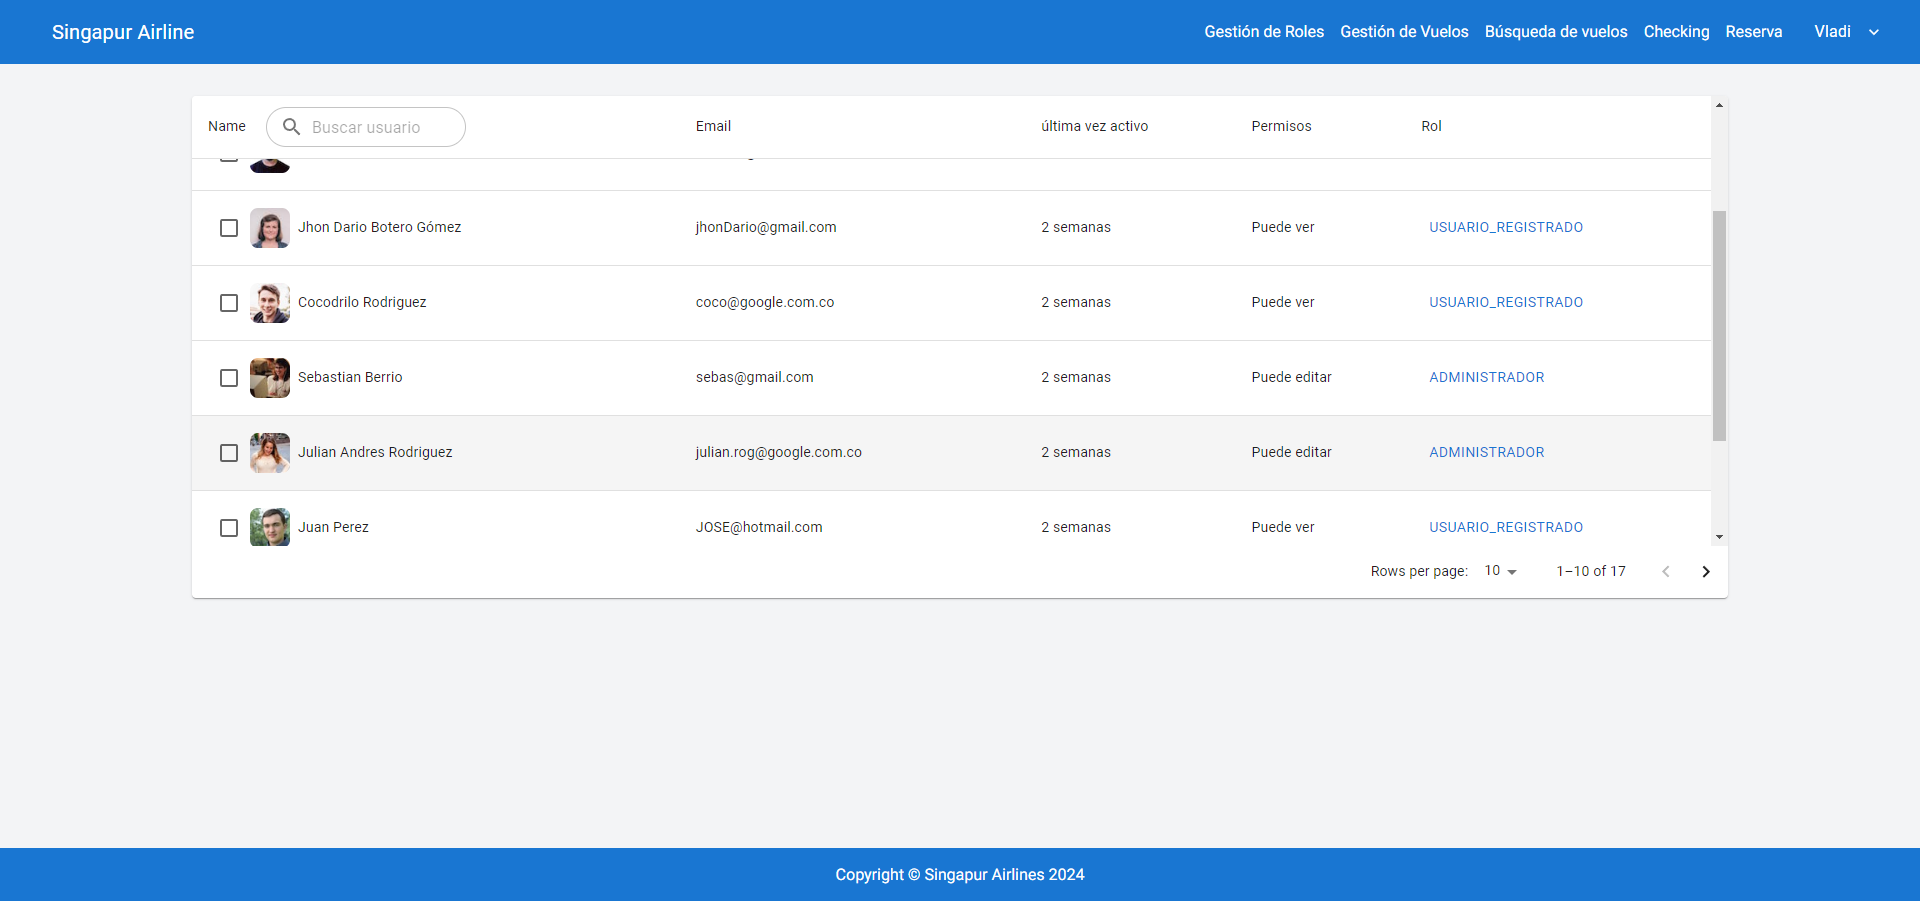 Singapur Airline
Gestión de Roles Gestión de Vuelos Búsqueda de vuelos Checking Reserva Vladi
Name Buscar usuario Email última vez activo Permisos Rol
Jhon Dario Botero Gómez jhonDario@gmail.com 2 semanas Puede ver USUARIO_REGISTRADO
Cocodrilo Rodriguez coco@google.com.co 2 semanas Puede ver USUARIO_REGISTRADO
Sebastian Berrio sebas@gmail.com 2 semanas Puede editar ADMINISTRADOR
Julian Andres Rodriguez julian.rog@google.com.co 2 semanas Puede editar ADMINISTRADOR
Juan Perez JOSE@hotmail.com 2 semanas Puede ver USUARIO_REGISTRADO
Rows per page: 10 1–10 of 17
Copyright © Singapur Airlines 2024